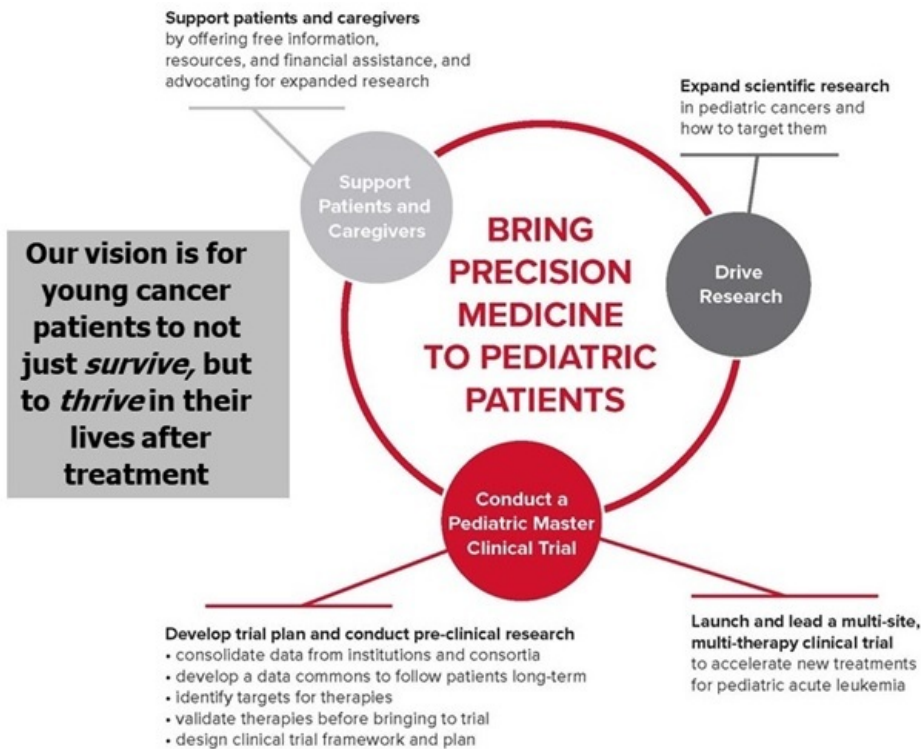 Support patients and caregivers
by offering free information,
resources, and financial assistance, and
advocating for expanded research
Expand scientific research
in pediatric cancers and
how to target them
Support
Patients and
Caregivers
Drive
Research
BRING
PRECISION
MEDICINE
TO PEDIATRIC
PATIENTS
Our vision is for
young cancer
patients to not
just survive, but
to thrive in their
lives after
treatment
Conduct a
Pediatric Master
Clinical Trial
Develop trial plan and conduct pre-clinical research
• consolidate data from institutions and consortia
• develop a data commons to follow patients long-term
• identify targets for therapies
• validate therapies before bringing to trial
• design clinical trial framework and plan
Launch and lead a multi-site,
multi-therapy clinical trial
to accelerate new treatments
for pediatric acute leukemia